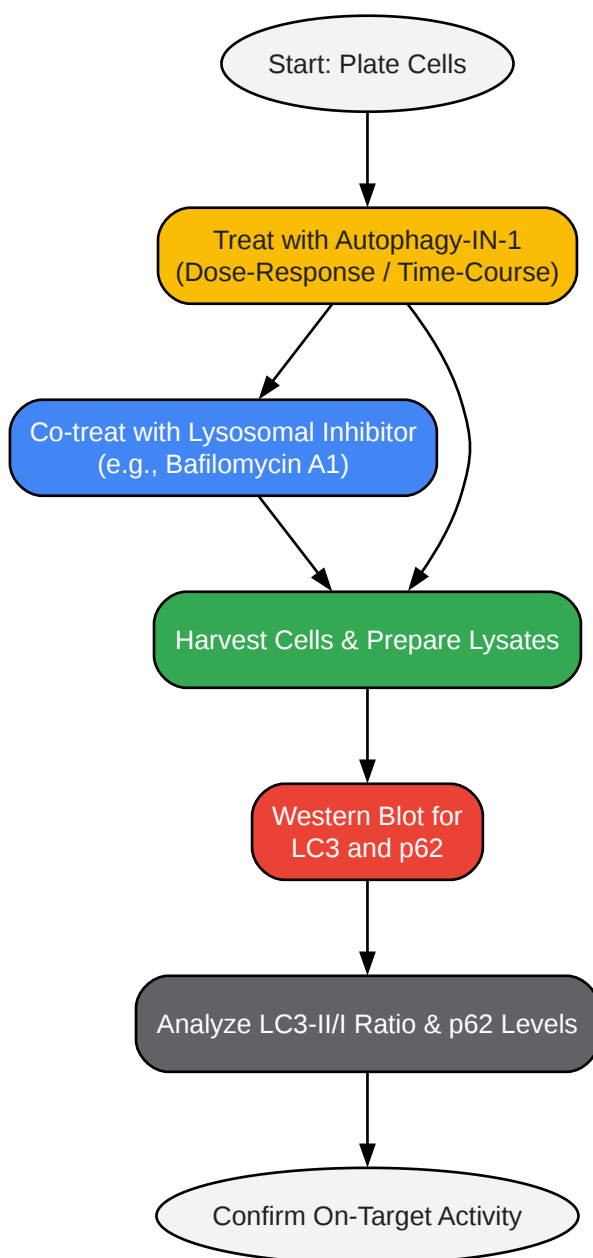 Start: Plate Cells
Treat with Autophagy-IN-1
(Dose-Response / Time-Course)
Co-treat with Lysosomal Inhibitor
(e.g., Bafilomycin A1)
Harvest Cells & Prepare Lysates
Western Blot for
LC3 and p62
Analyze LC3-II/I Ratio & p62 Levels
Confirm On-Target Activity